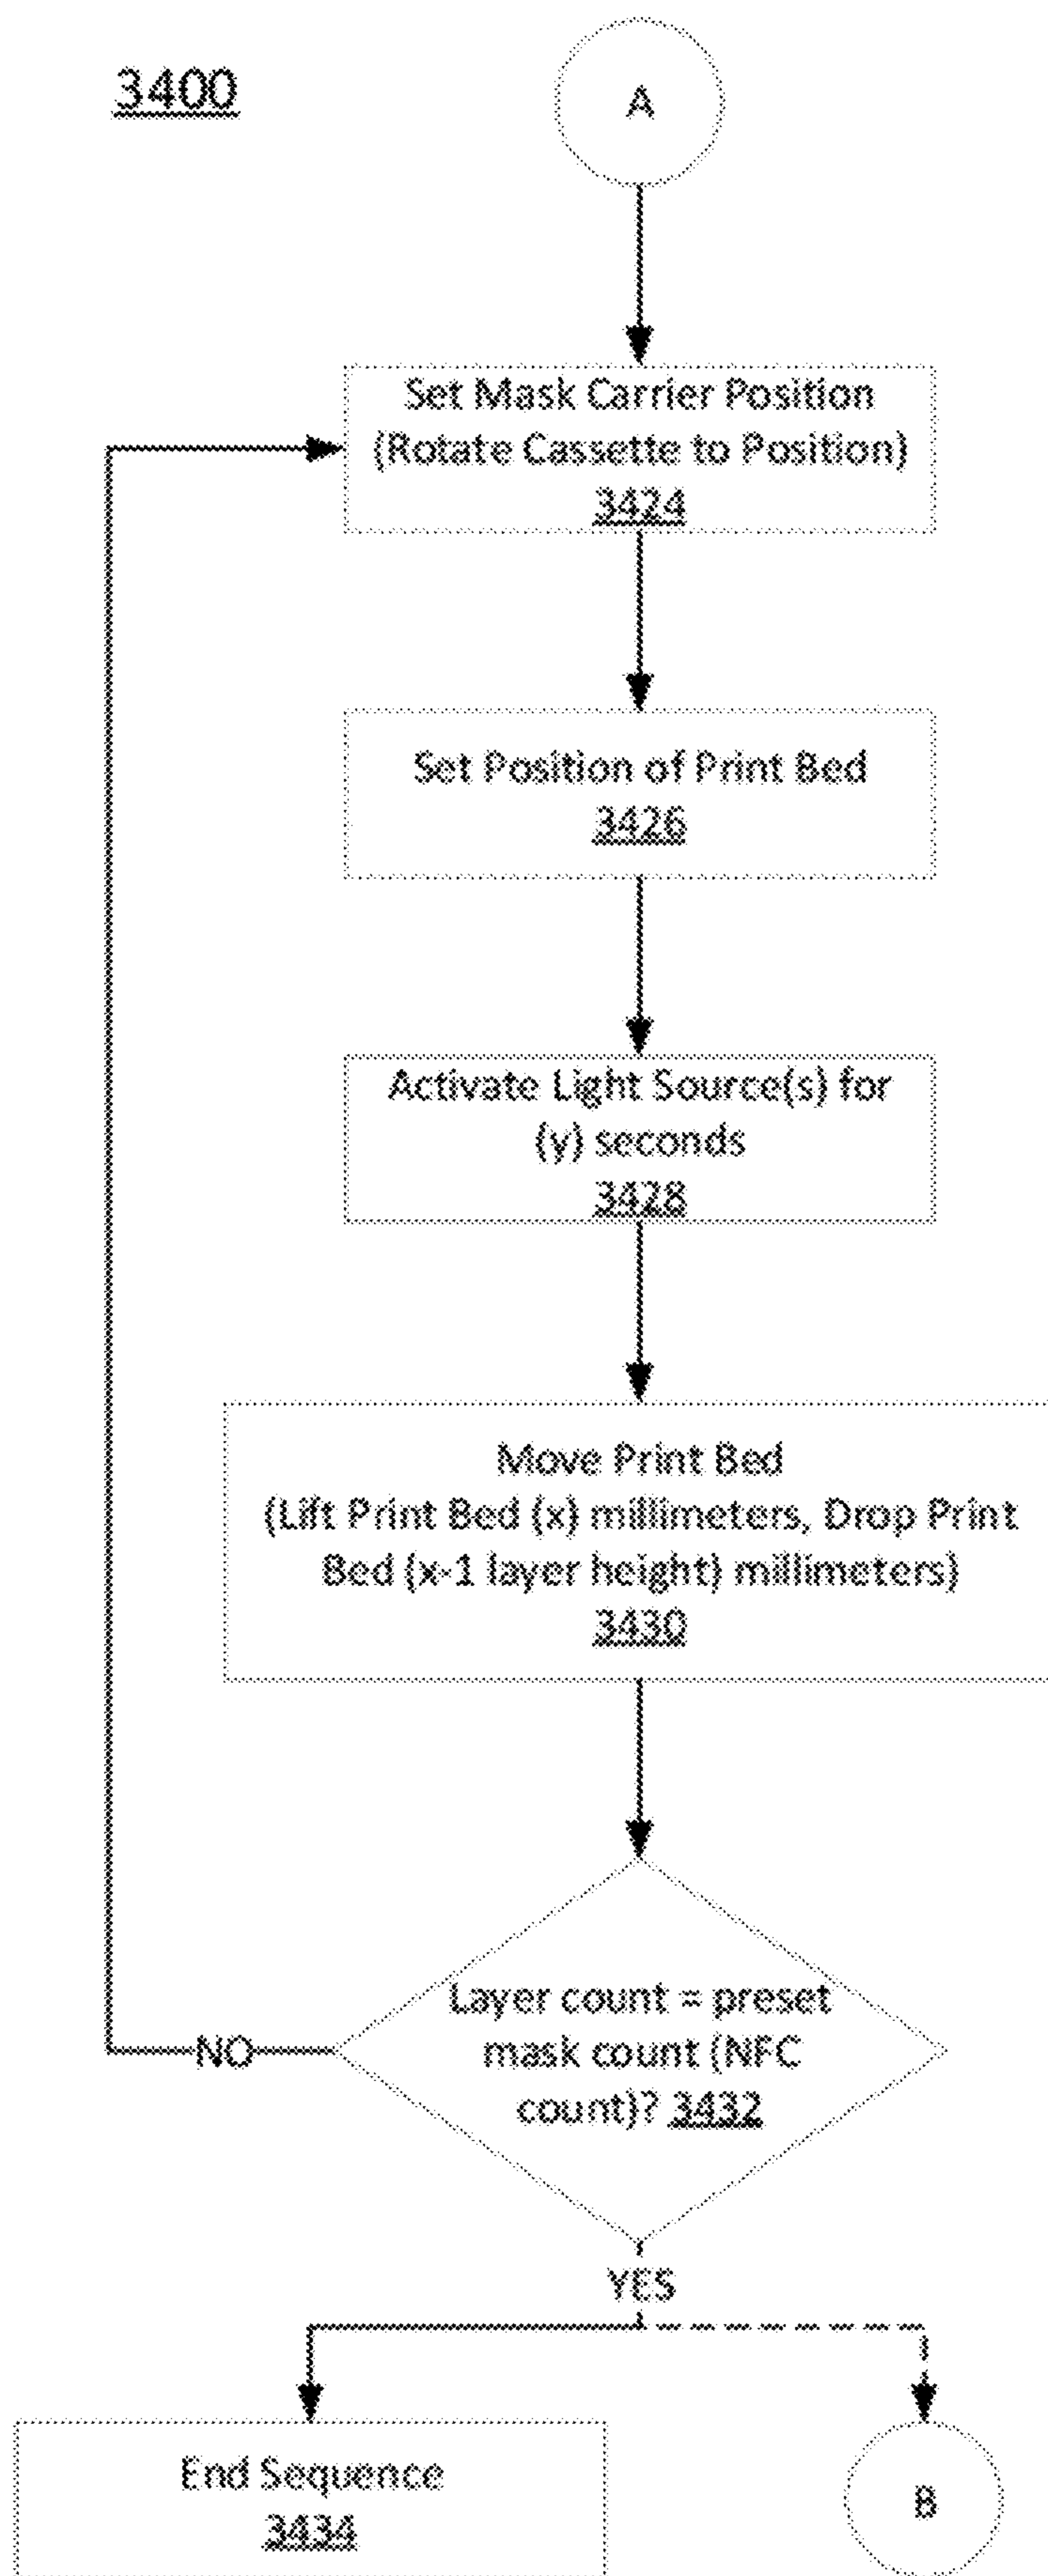 3400
A
Set Mask Carrier Position
(Rotate Cassette to Position)
3424
Set Position of Print Bed
3426
Activate Light Source(s) for
(y) seconds
3428
Move Print Bed
(Lift Print Bed (x) millimeters, Drop Print
Bed (x-1 layer height) millimeters)
3430
Layer count = preset
mask count (NFC
count)? 3432
NO
YES
End Sequence
3434
B